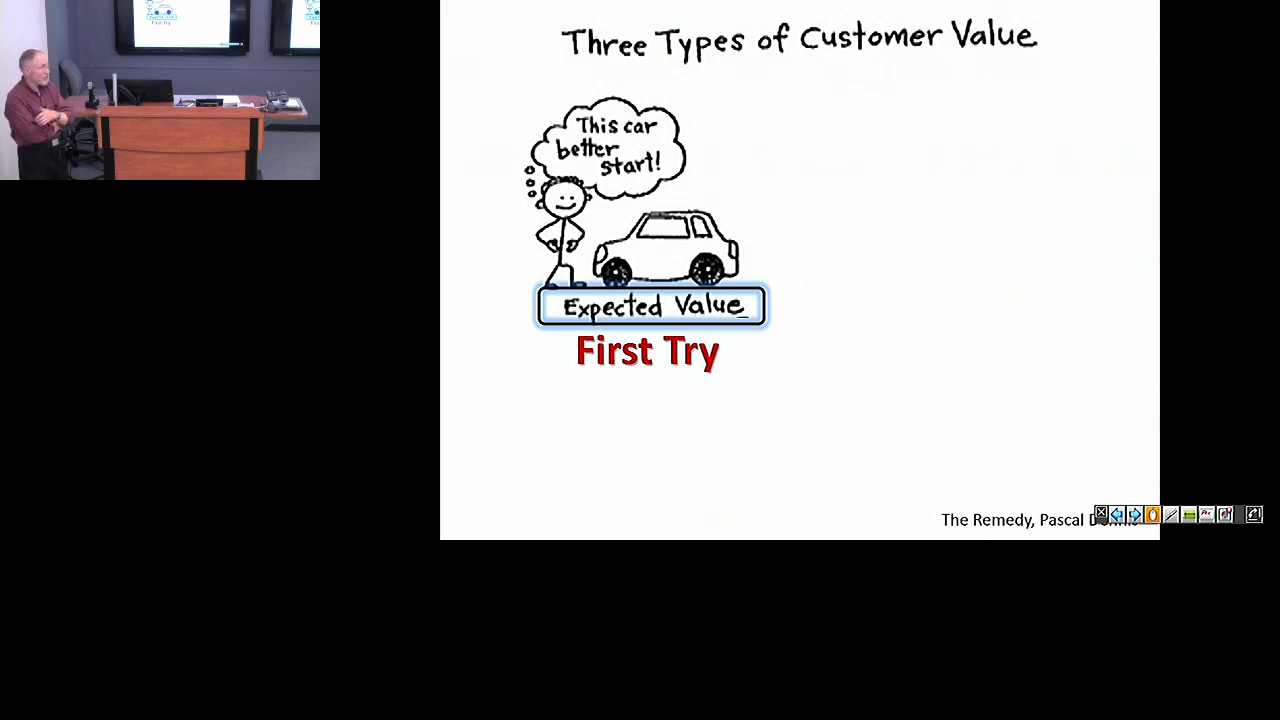 Three Types of Customer Value
This car
better
start!
Expected Value
First Try
The Remedy, Pascal